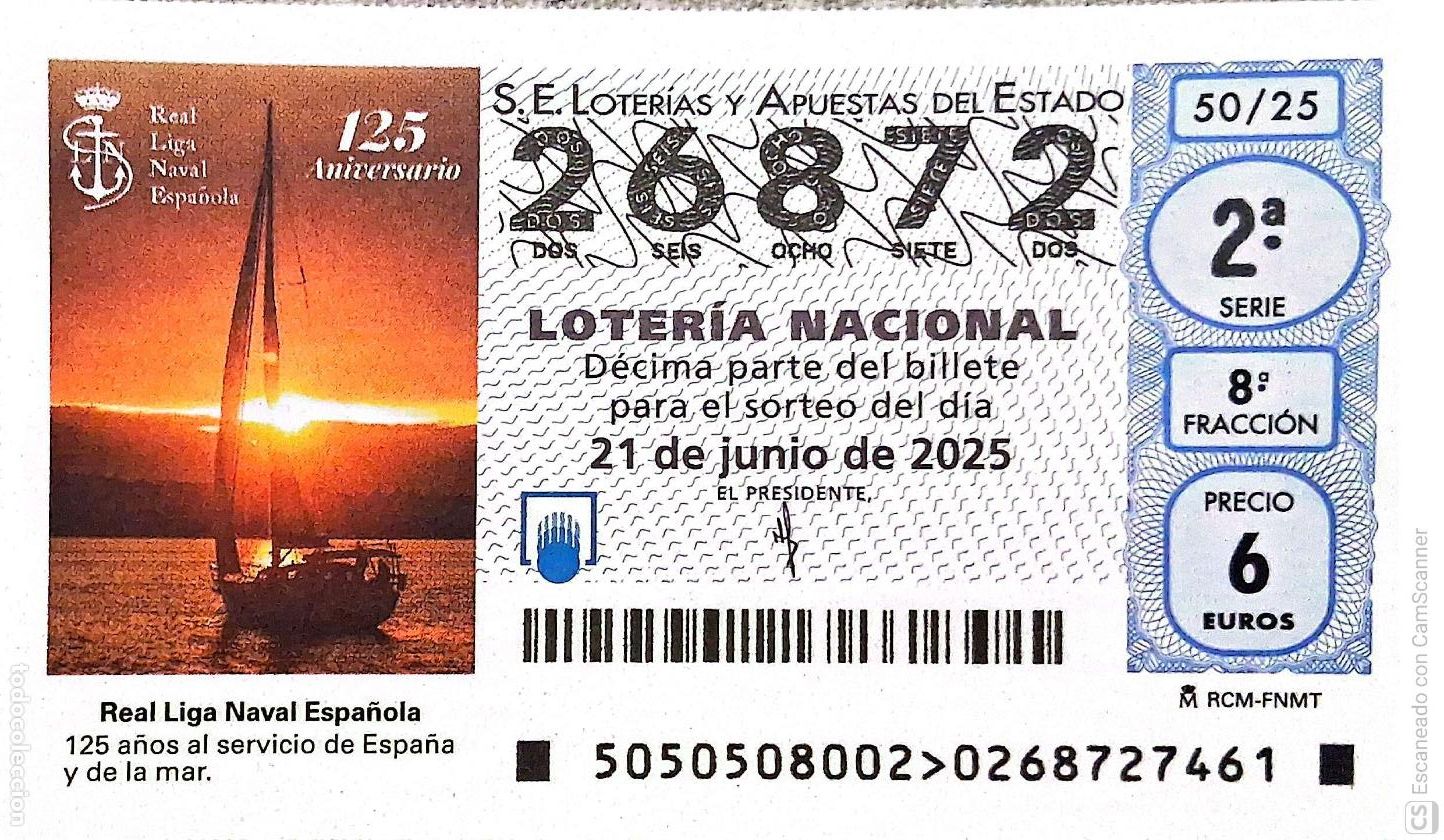 Real
Liga
Naval
Española
125
Aniversario
Real Liga Naval Española
125 años al servicio de España
y de la mar.
S.E. LOTERÍAS Y APUESTAS DEL ESTADO
26872
DOS SEIS OCHO SIETE DOS
LOTERÍA NACIONAL
Décima parte del billete
para el sorteo del día
21 de junio de 2025
EL PRESIDENTE,
5050508002>0268727461
50/25
2ª
SERIE
8ª
FRACCIÓN
PRECIO
6
EUROS
RCM-FNMT
todocoleccion
CS Escaneado con CamScanner